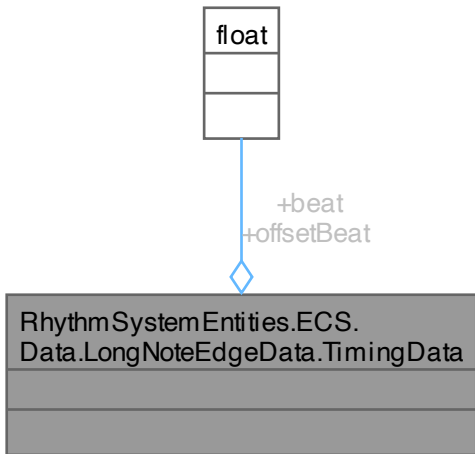 float
+beat
+offsetBeat
RhythmSystemEntities.ECS.
Data.LongNoteEdgeData.TimingData